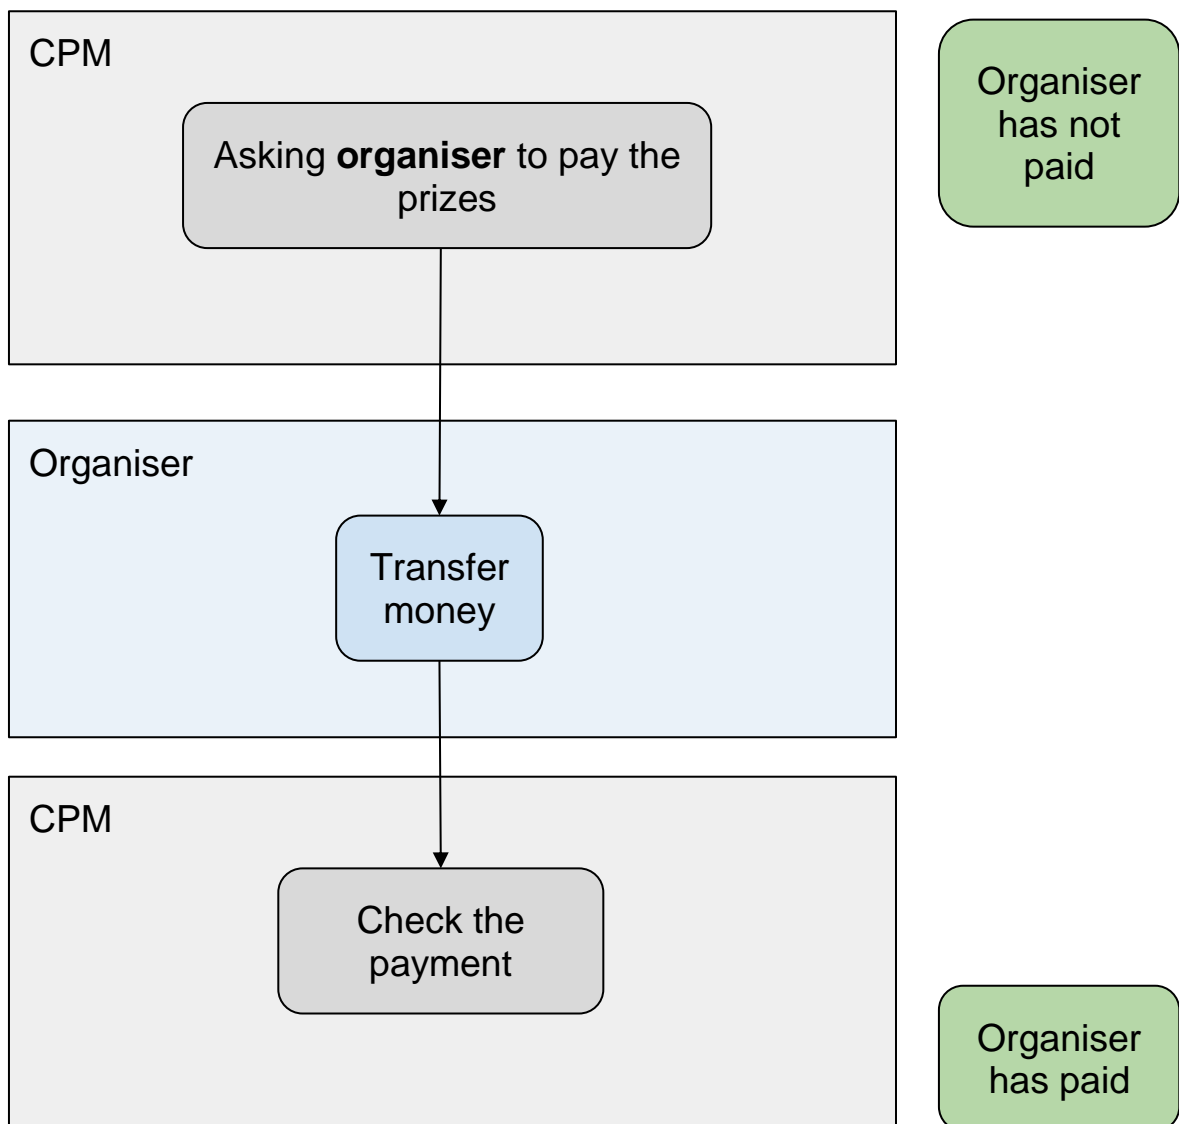 CPM
Asking organiser to pay the
prizes
Organiser
has not
paid
Organiser
Transfer
money
CPM
Check the
payment
Organiser
has paid